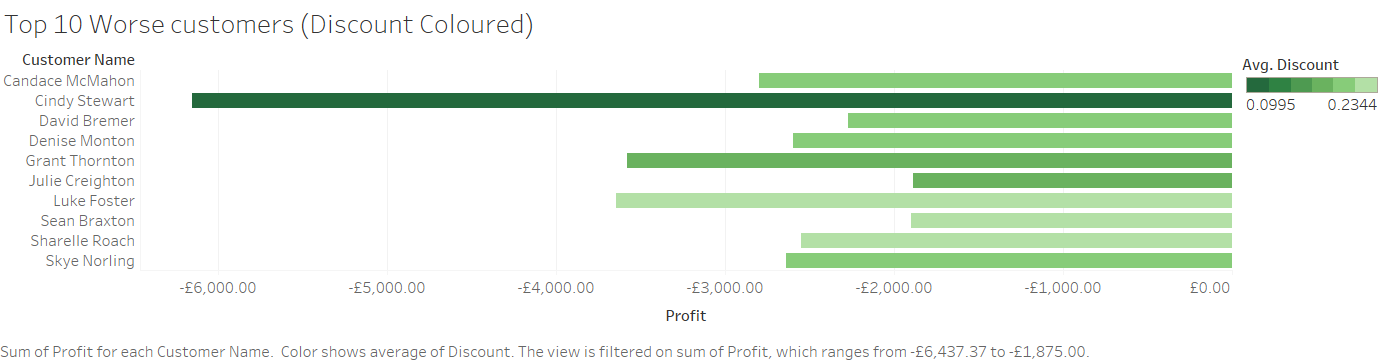 Top 10 Worse customers (Discount Coloured)
Customer Name
Candace McMahon
Cindy Stewart
David Bremer
Denise Monton
Grant Thornton
Julie Creighton
Luke Foster
Sean Braxton
Sharelle Roach
Skye Norling
-£6,000.00 -£5,000.00 -£4,000.00 -£3,000.00 -£2,000.00 -£1,000.00 £0.00
Profit
Avg. Discount
0.0995 0.2344
Sum of Profit for each Customer Name.  Color shows average of Discount. The view is filtered on sum of Profit, which ranges from -£6,437.37 to -£1,875.00.